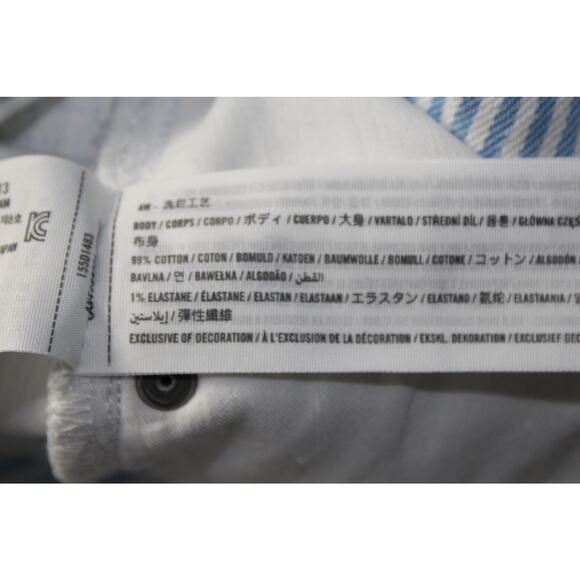 13
155D1483
BODY / CORPS / CORPO / ボディ / CUERPO / 大身 / VARTALO / STŘEDNÍ DÍL / 몸통 / GŁÓWNA CZĘŚ
布身
99% COTTON / COTON / BOMULD / KATOEN / BAUMWOLLE / BOMULL / COTONE / コットン / ALGODÓN
BAVLNA / 면 / BAWEŁNA / ALGODÃO / القطن
1% ELASTANE / ÉLASTANE / ELASTAN / ELASTAAN / エラスタン / ELASTANO / 氨纶 / ELASTAANIA
إيلاستين / 彈性纖維
EXCLUSIVE OF DECORATION / À L'EXCLUSION DE LA DÉCORATION / EKSKL. DEKORATION / EXCLUSIEF DEC